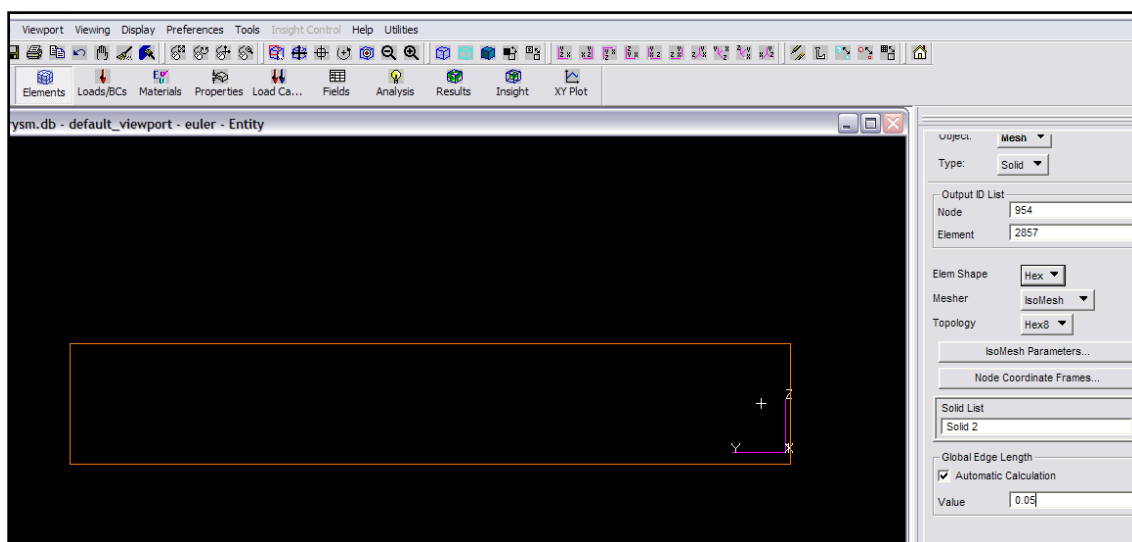 Viewport Viewing Display Preferences Tools Insight Control Help Utilities
Elements Loads/BCs Materials Properties Load Ca... Fields Analysis Results Insight XY Plot
rysm.db - default_viewport - euler - Entity
Object: Mesh
Type: Solid
Output ID List
Node 954
Element 2857
Elem Shape Hex
Mesher IsoMesh
Topology Hex8
IsoMesh Parameters...
Node Coordinate Frames...
Solid List
Solid 2
Global Edge Length
Automatic Calculation
Value 0.05
Z
Y X